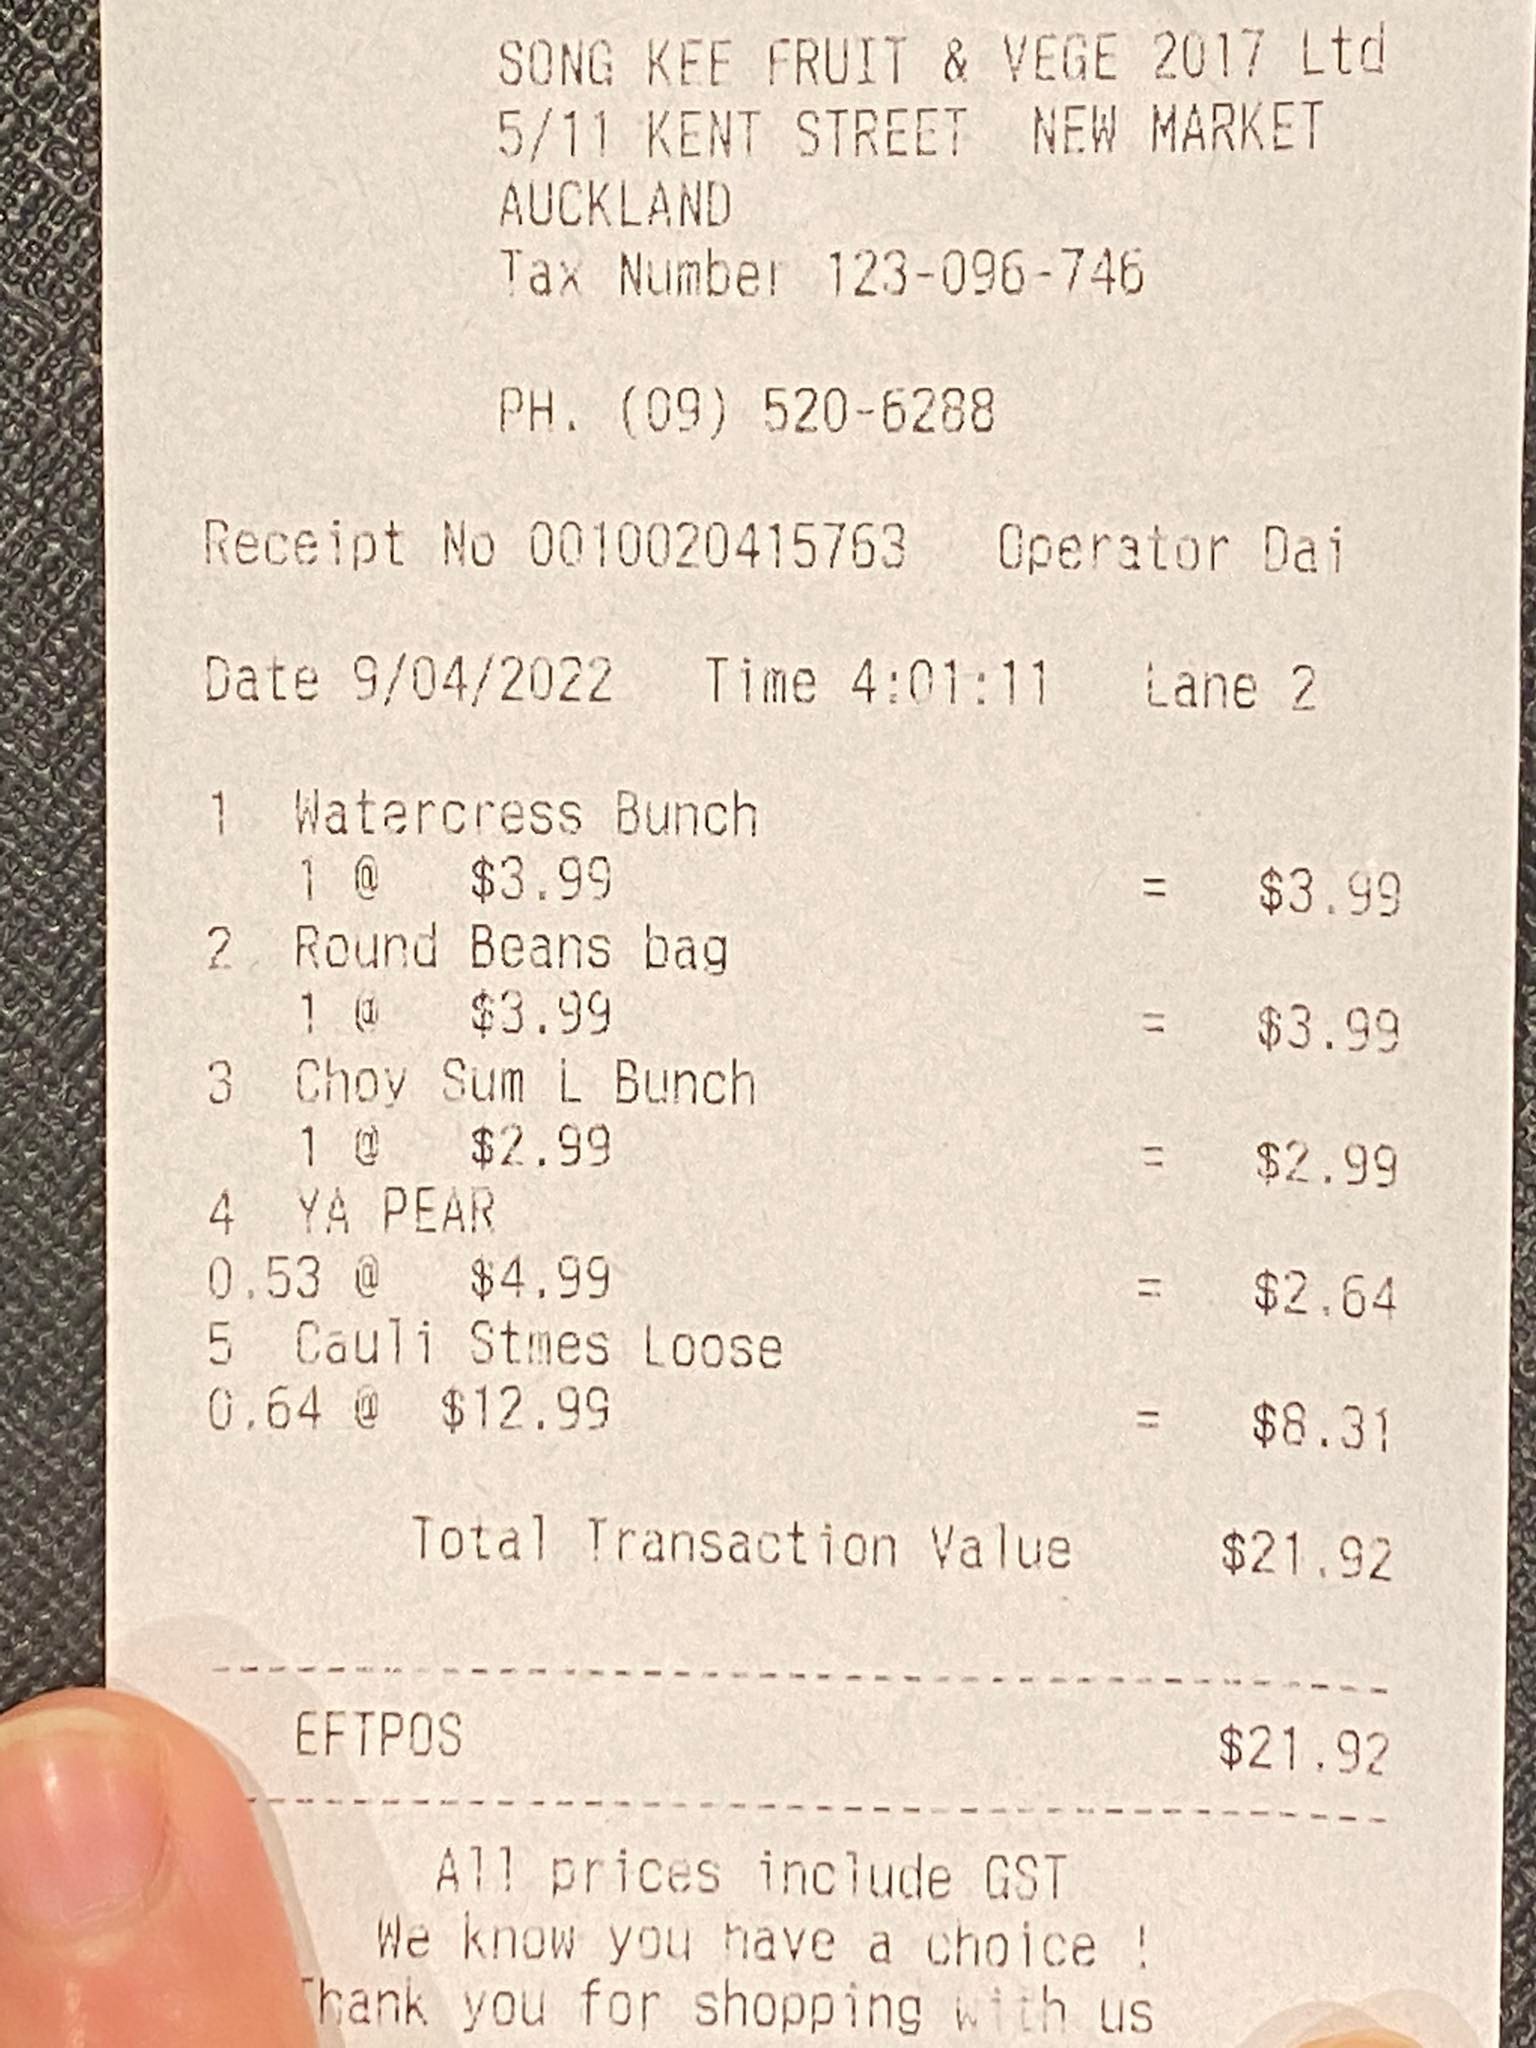 SONG KEE FRUIT & VEGE 2017 Ltd
5/11 KENT STREET NEW MARKET
AUCKLAND
Tax Number 123-096-746
PH. (09) 520-6288
Receipt No 0010020415763 Operator Dai
Date 9/04/2022 Time 4:01:11 Lane 2
1 Watercress Bunch
1 @ $3.99 = $3.99
2 Round Beans bag
1 @ $3.99 = $3.99
3 Choy Sum L Bunch
1 @ $2.99 = $2.99
4 YA PEAR
0.53 @ $4.99 = $2.64
5 Cauli Stmes Loose
0.64 @ $12.99 = $8.31
Total Transaction Value $21.92
EFTPOS $21.92
All prices include GST
We know you have a choice !
Thank you for shopping with us